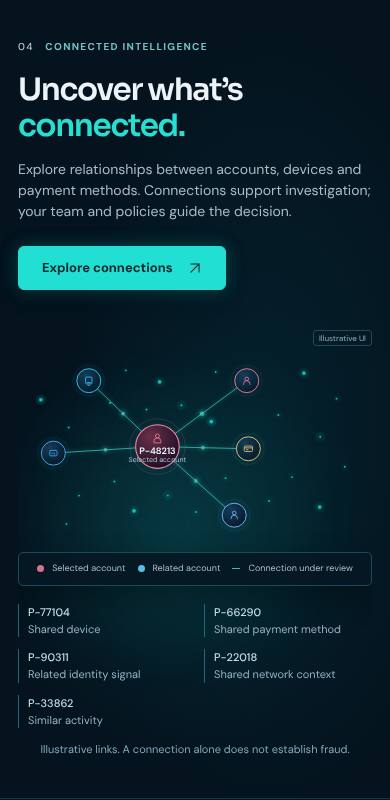 04 CONNECTED INTELLIGENCE
Uncover what's
connected.
Explore relationships between accounts, devices and
payment methods. Connections support investigation;
your team and policies guide the decision.
Explore connections
Illustrative UI
P-48213
Selected account
Selected account Related account Connection under review
P-77104
Shared device
P-66290
Shared payment method
P-90311
Related identity signal
P-22018
Shared network context
P-33862
Similar activity
Illustrative links. A connection alone does not establish fraud.